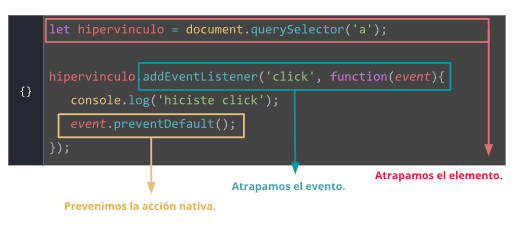 let hipervinculo = document.querySelector('a');
hipervinculo.addEventListener('click', function(event){
{}
console.log('hiciste click');
event.preventDefault();
});
Atrapamos el elemento.
Atrapamos el evento.
Prevenimos la acción nativa.